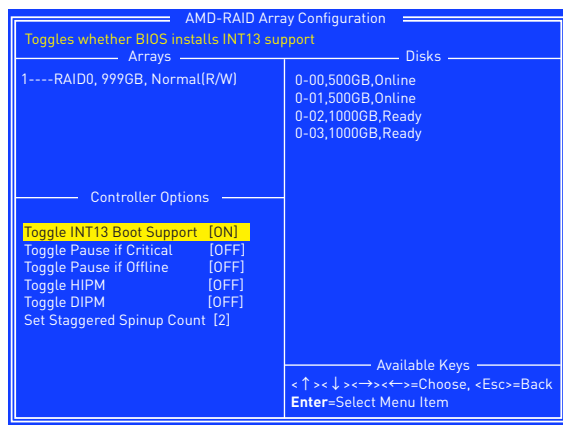 AMD-RAID Array Configuration
Toggles whether BIOS installs INT13 support
Arrays
1----RAID0, 999GB, Normal(R/W)
Disks
0-00,500GB,Online
0-01,500GB,Online
0-02,1000GB,Ready
0-03,1000GB,Ready
Controller Options
Toggle INT13 Boot Support [ON]
Toggle Pause if Critical [OFF]
Toggle Pause if Offline [OFF]
Toggle HIPM [OFF]
Toggle DIPM [OFF]
Set Staggered Spinup Count [2]
Available Keys
<↑><↓><→><←>=Choose, <Esc>=Back
Enter=Select Menu Item